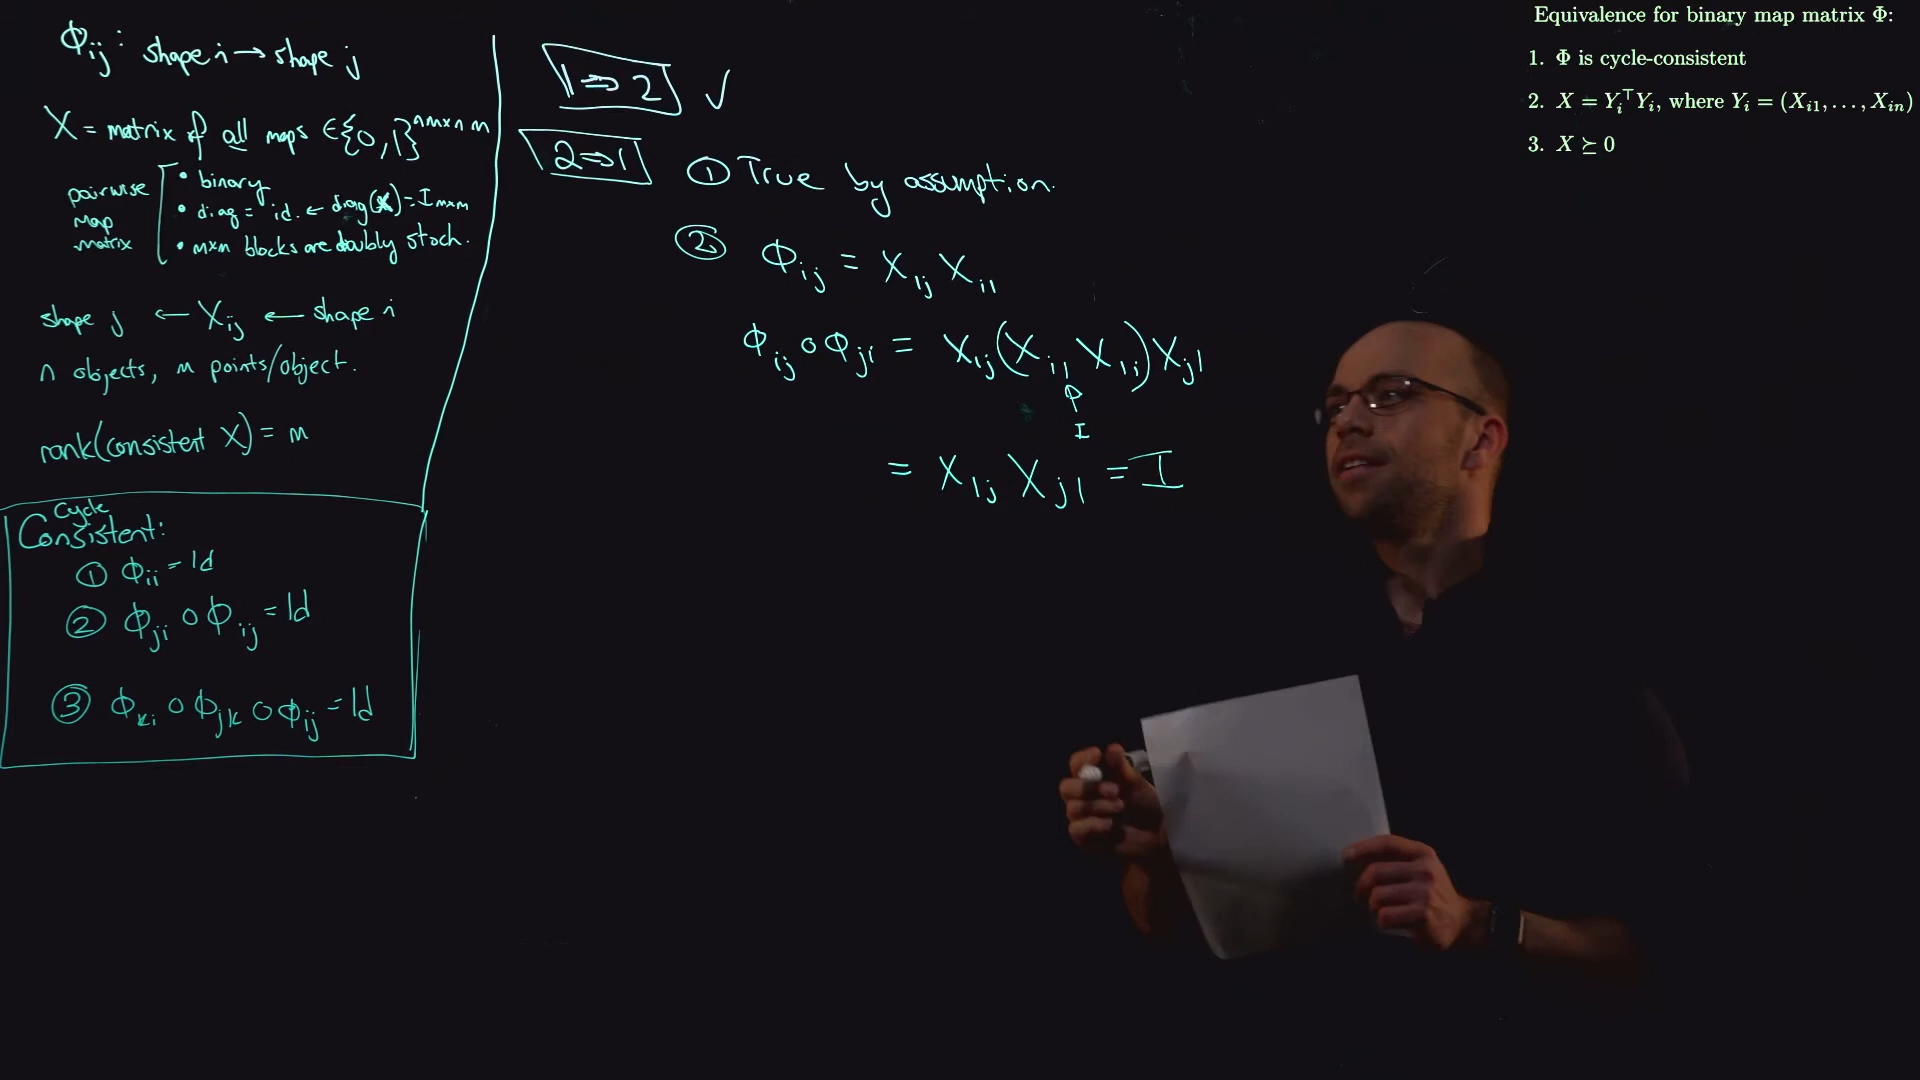 Φij : shape i → shape j
X = matrix of all maps ∈ {0,1}^{nm×nm}
pairwise map matrix
• binary
• diag = id. ← diag(X) = I m×m
• m×m blocks are doubly stoch.
shape j ← Xij ← shape i
n objects, m points/object.
rank(consistent X) = m
Cycle
Consistent:
① ϕii = Id
② ϕji ∘ ϕij = Id
③ ϕki ∘ ϕjk ∘ ϕij = Id
1 ⇒ 2 ✓
2 ⇒ 1
① True by assumption.
② ϕij = X1j Xi1
ϕij ∘ ϕji = X1j (Xi1 X1i) Xj1
I
= X1j Xj1 = I
Equivalence for binary map matrix Φ:
1. Φ is cycle-consistent
2. X = Yi⊤Yi, where Yi = (Xi1, . . . , Xin)
3. X ⪰ 0